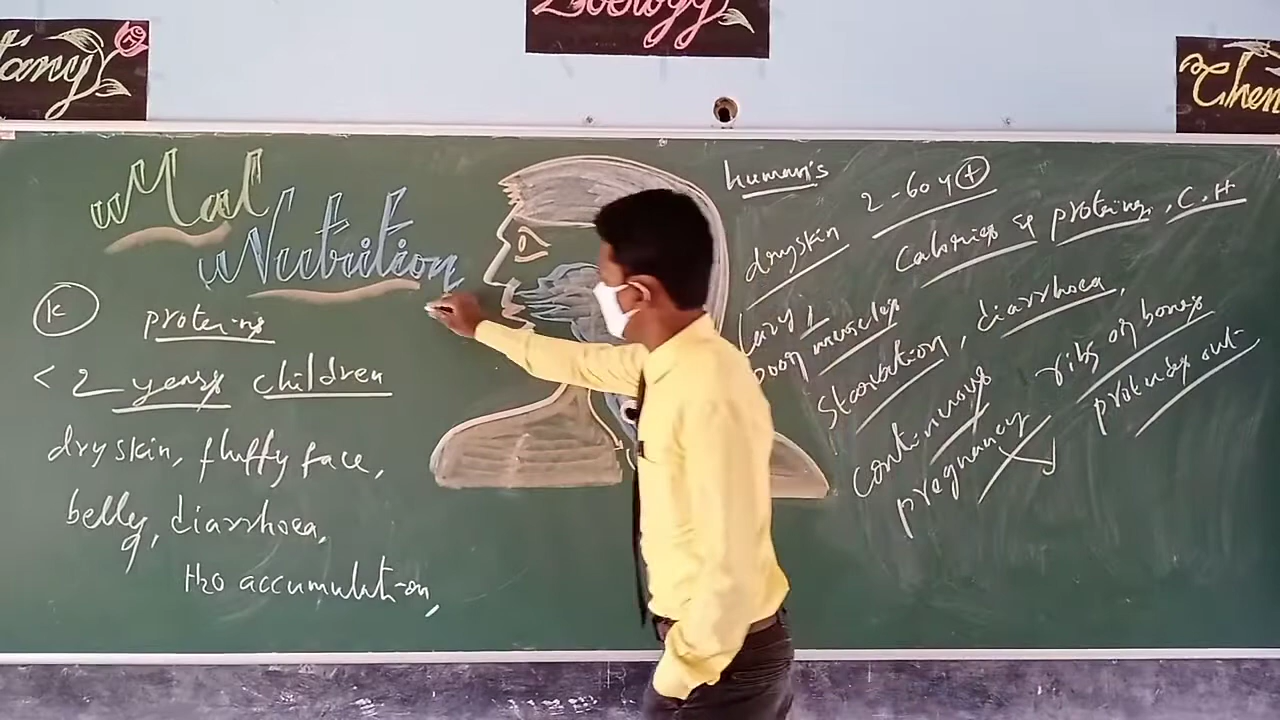 tany
Zoology
Chem
Mal
Nutrition
K
proteins
< 2 years children
dry skin, fluffy face,
belly, diarrhoea,
H2O accumulation,
human's
2-60 y +
dry skin
calories & proteins, C.H
lazy,
poor muscles
Starvation, diarrhoea,
continuous
pregnancy
ribs or bones
protudes out